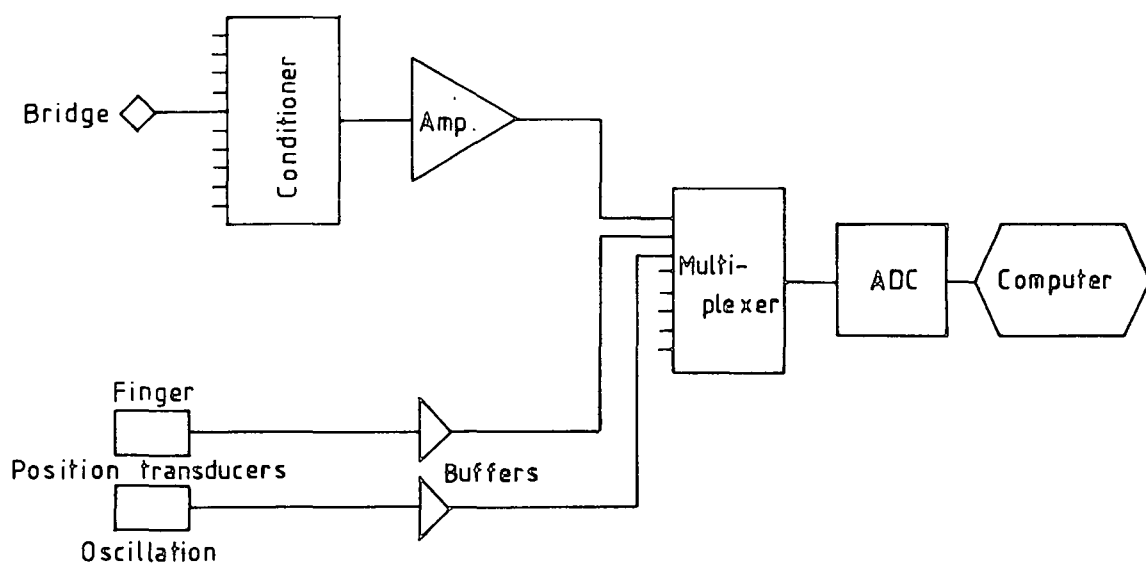 Bridge
Conditioner
Amp.
Multi-
plexer
ADC
Computer
Finger
Position transducers
Buffers
Oscillation